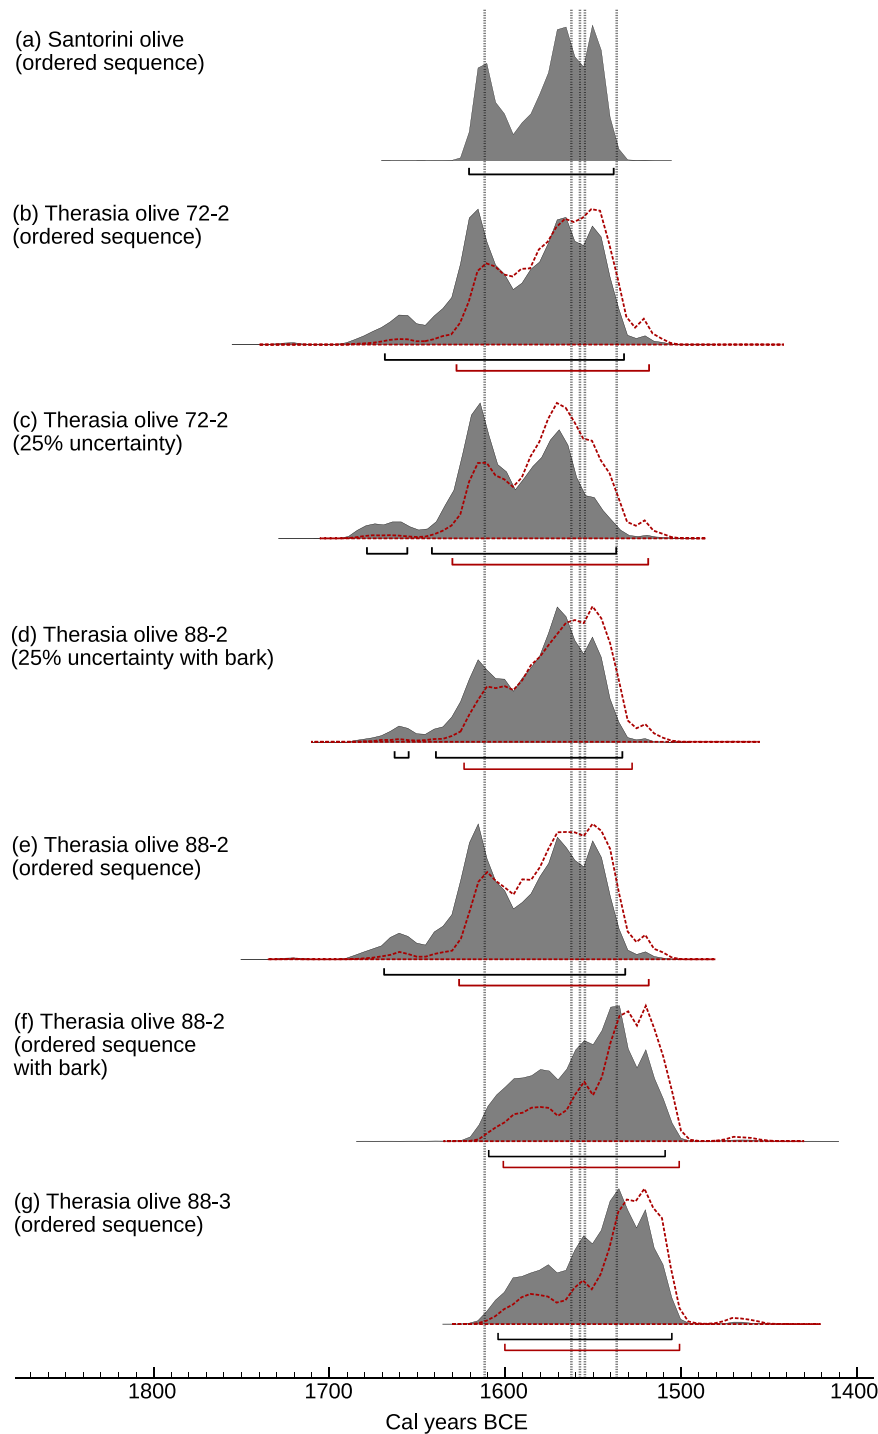 (a) Santorini olive
(ordered sequence)
(b) Therasia olive 72-2
(ordered sequence)
(c) Therasia olive 72-2
(25% uncertainty)
(d) Therasia olive 88-2
(25% uncertainty with bark)
(e) Therasia olive 88-2
(ordered sequence)
(f) Therasia olive 88-2
(ordered sequence
with bark)
(g) Therasia olive 88-3
(ordered sequence)
1800 1700 1600 1500 1400
Cal years BCE